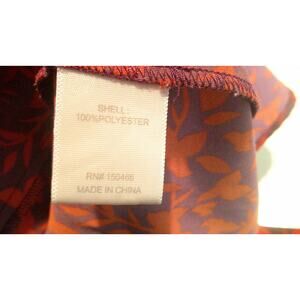 SHELL:
100%POLYESTER
RN# 150466
MADE IN CHINA